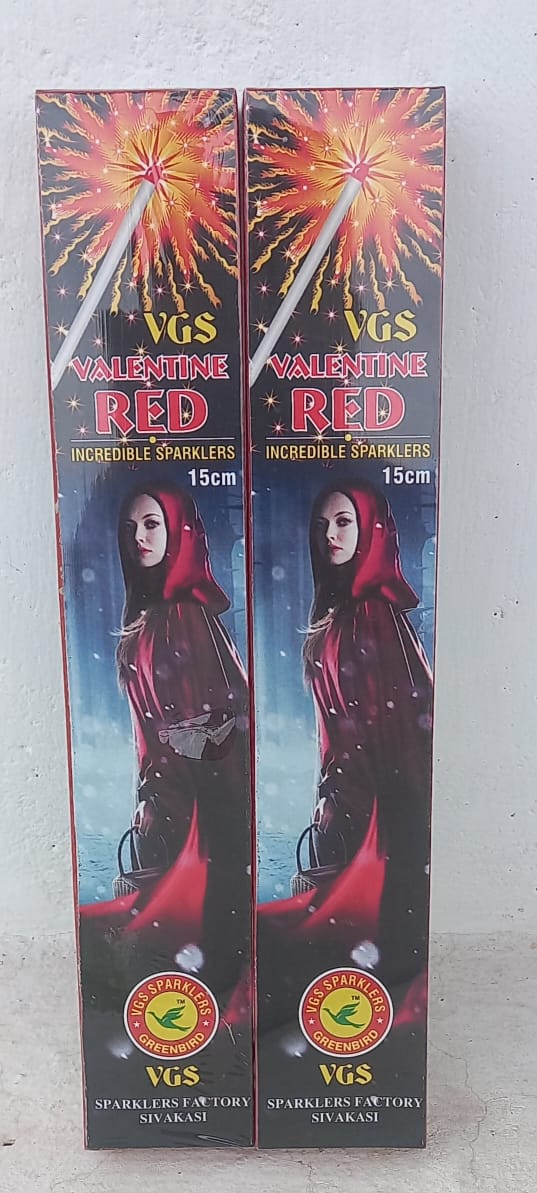 VGS
VALENTINE
RED
INCREDIBLE SPARKLERS
15cm
VGS SPARKLERS
TM
GREENBIRD
VGS
SPARKLERS FACTORY
SIVAKASI
VGS
VALENTINE
RED
INCREDIBLE SPARKLERS
15cm
VGS SPARKLERS
TM
GREENBIRD
VGS
SPARKLERS FACTORY
SIVAKASI